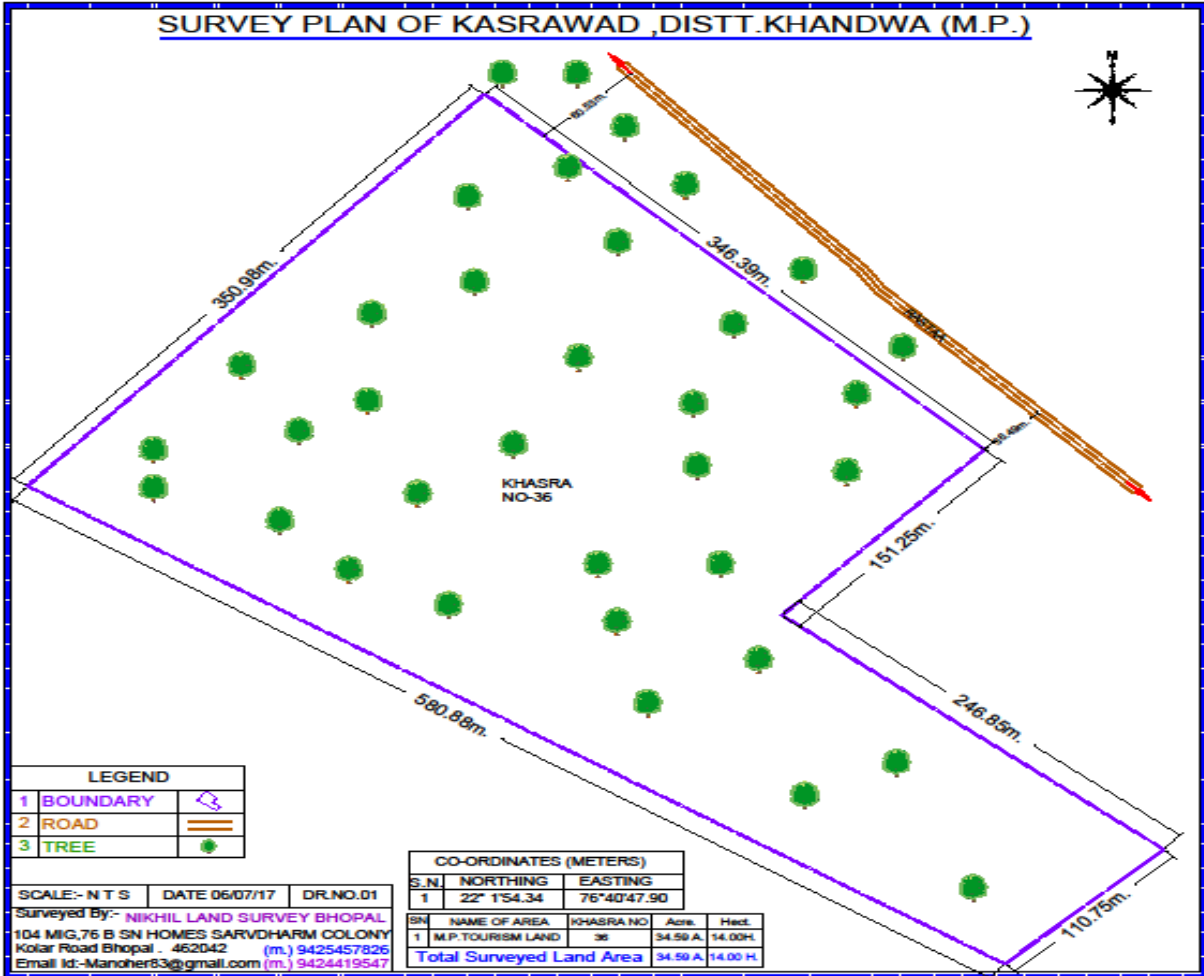 SURVEY PLAN OF KASRAWAD ,DISTT.KHANDWA (M.P.)
N
350.98m.
346.39m.
KHASRA
NO-36
151.25m.
580.88m.
246.85m.
110.75m.
LEGEND
1 BOUNDARY
2 ROAD
3 TREE
SCALE:- N T S DATE 06/07/17 DR.NO.01
Surveyed By:- NIKHIL LAND SURVEY BHOPAL
104 MIG,76 B SN HOMES SARVDHARM COLONY
Kolar Road Bhopal . 462042 (m.) 9425457826
Email Id:-Manoher83@gmail.com (m.) 9424419547
CO-ORDINATES (METERS)
S.N. NORTHING EASTING
1 22° 1'54.34 76°40'47.90
SN NAME OF AREA KHASRA NO Acre. Hect.
1 M.P.TOURISM LAND 36 34.59 A. 14.00H.
Total Surveyed Land Area 34.59 A. 14.00 H.